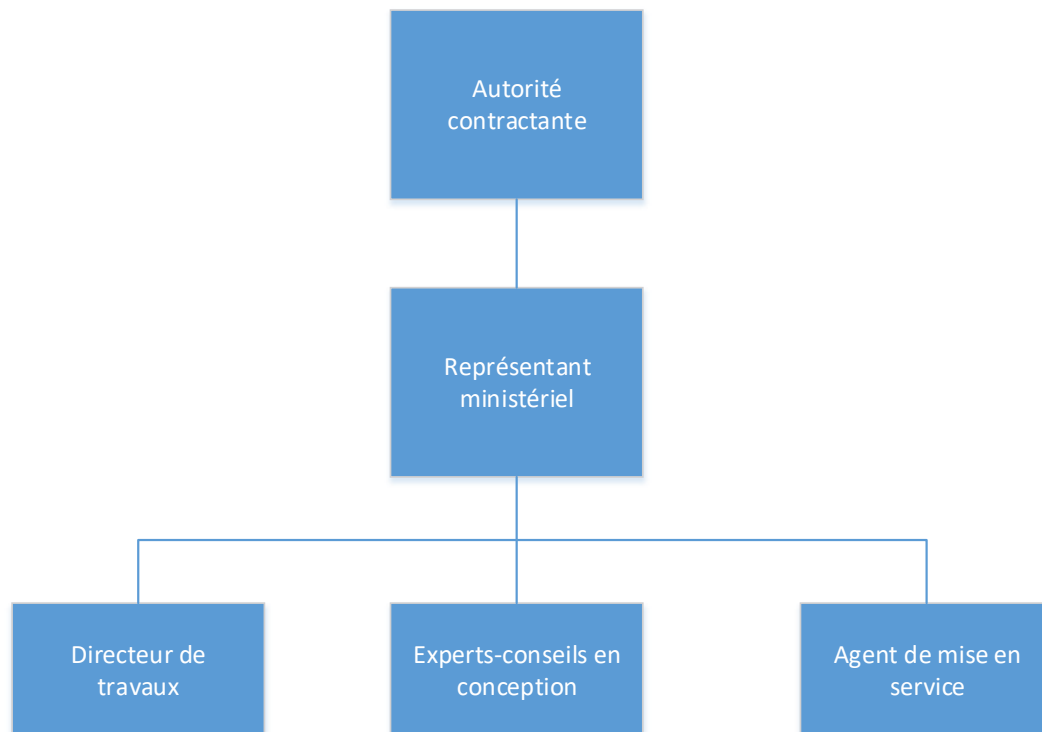 Autorité
contractante
Représentant
ministériel
Directeur de
travaux
Experts-conseils en
conception
Agent de mise en
service